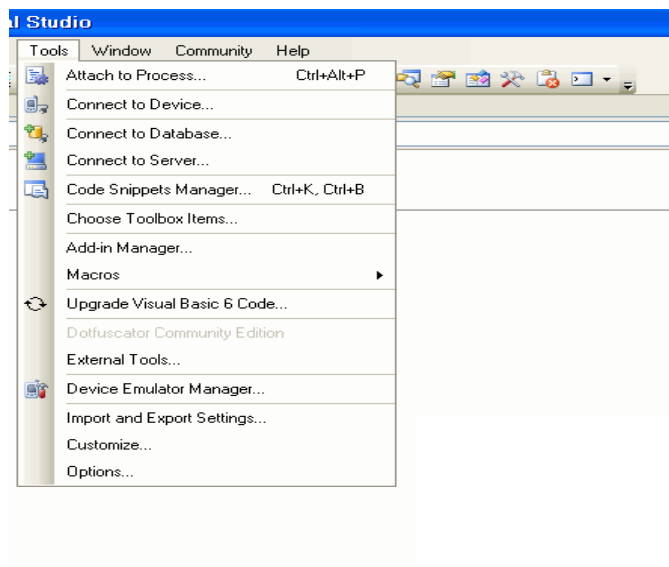 l Studio
Tools Window Community Help
Attach to Process... Ctrl+Alt+P
Connect to Device...
Connect to Database...
Connect to Server...
Code Snippets Manager... Ctrl+K, Ctrl+B
Choose Toolbox Items...
Add-in Manager...
Macros
Upgrade Visual Basic 6 Code...
Dotfuscator Community Edition
External Tools...
Device Emulator Manager...
Import and Export Settings...
Customize...
Options...